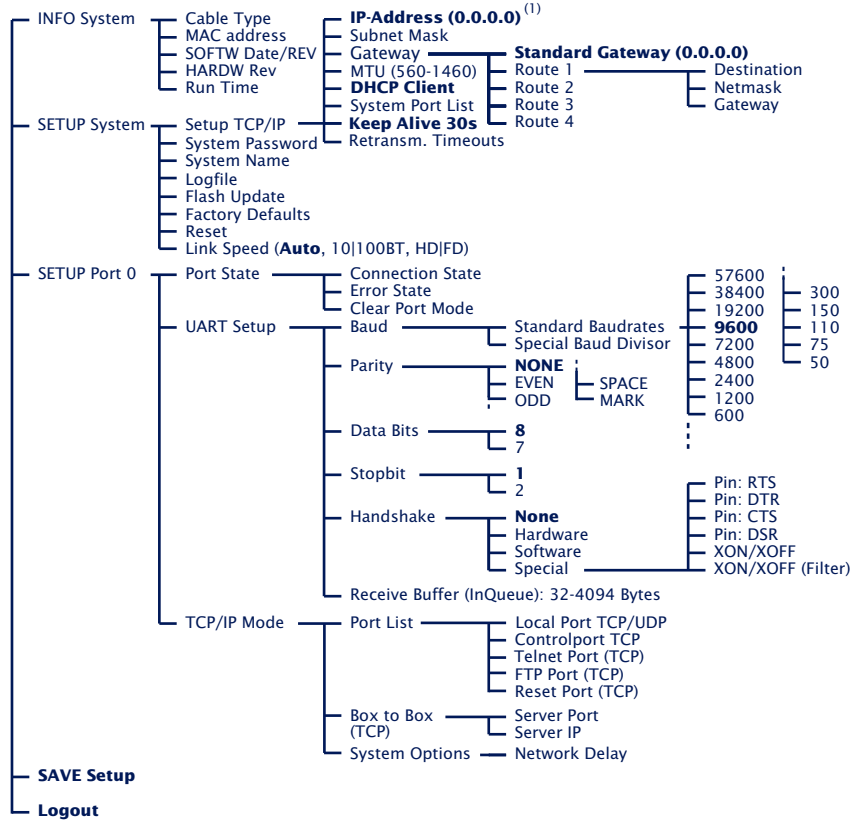 INFO System
Cable Type
MAC address
SOFTW Date/REV
HARDW Rev
Run Time
SETUP System
Setup TCP/IP
IP-Address (0.0.0.0) (1)
Subnet Mask
Gateway
Standard Gateway (0.0.0.0)
Route 1
Destination
Netmask
Gateway
Route 2
Route 3
Route 4
MTU (560-1460)
DHCP Client
System Port List
Keep Alive 30s
Retransm. Timeouts
System Password
System Name
Logfile
Flash Update
Factory Defaults
Reset
Link Speed (Auto, 10|100BT, HD|FD)
SETUP Port 0
Port State
Connection State
Error State
Clear Port Mode
UART Setup
Baud
Standard Baudrates
57600
38400
19200
9600
7200
4800
2400
1200
600
300
150
110
75
50
Special Baud Divisor
Parity
NONE
EVEN
ODD
SPACE
MARK
Data Bits
8
7
Stopbit
1
2
Handshake
None
Hardware
Software
Special
Pin: RTS
Pin: DTR
Pin: CTS
Pin: DSR
XON/XOFF
XON/XOFF (Filter)
Receive Buffer (InQueue): 32-4094 Bytes
TCP/IP Mode
Port List
Local Port TCP/UDP
Controlport TCP
Telnet Port (TCP)
FTP Port (TCP)
Reset Port (TCP)
Box to Box
(TCP)
Server Port
Server IP
System Options
Network Delay
SAVE Setup
Logout